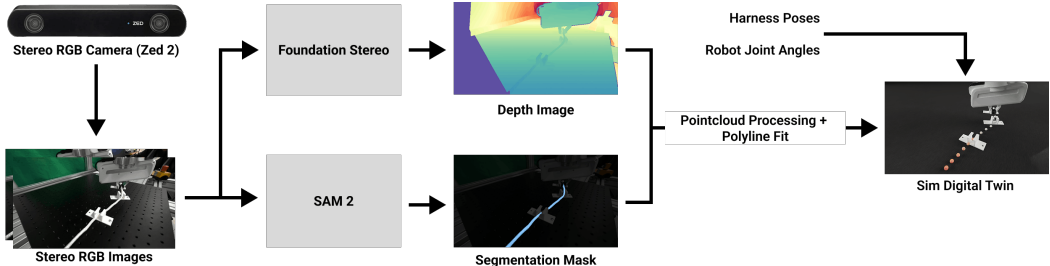 ZED
Stereo RGB Camera (Zed 2)
Stereo RGB Images
Foundation Stereo
SAM 2
Depth Image
Segmentation Mask
Harness Poses
Robot Joint Angles
Pointcloud Processing +
Polyline Fit
Sim Digital Twin